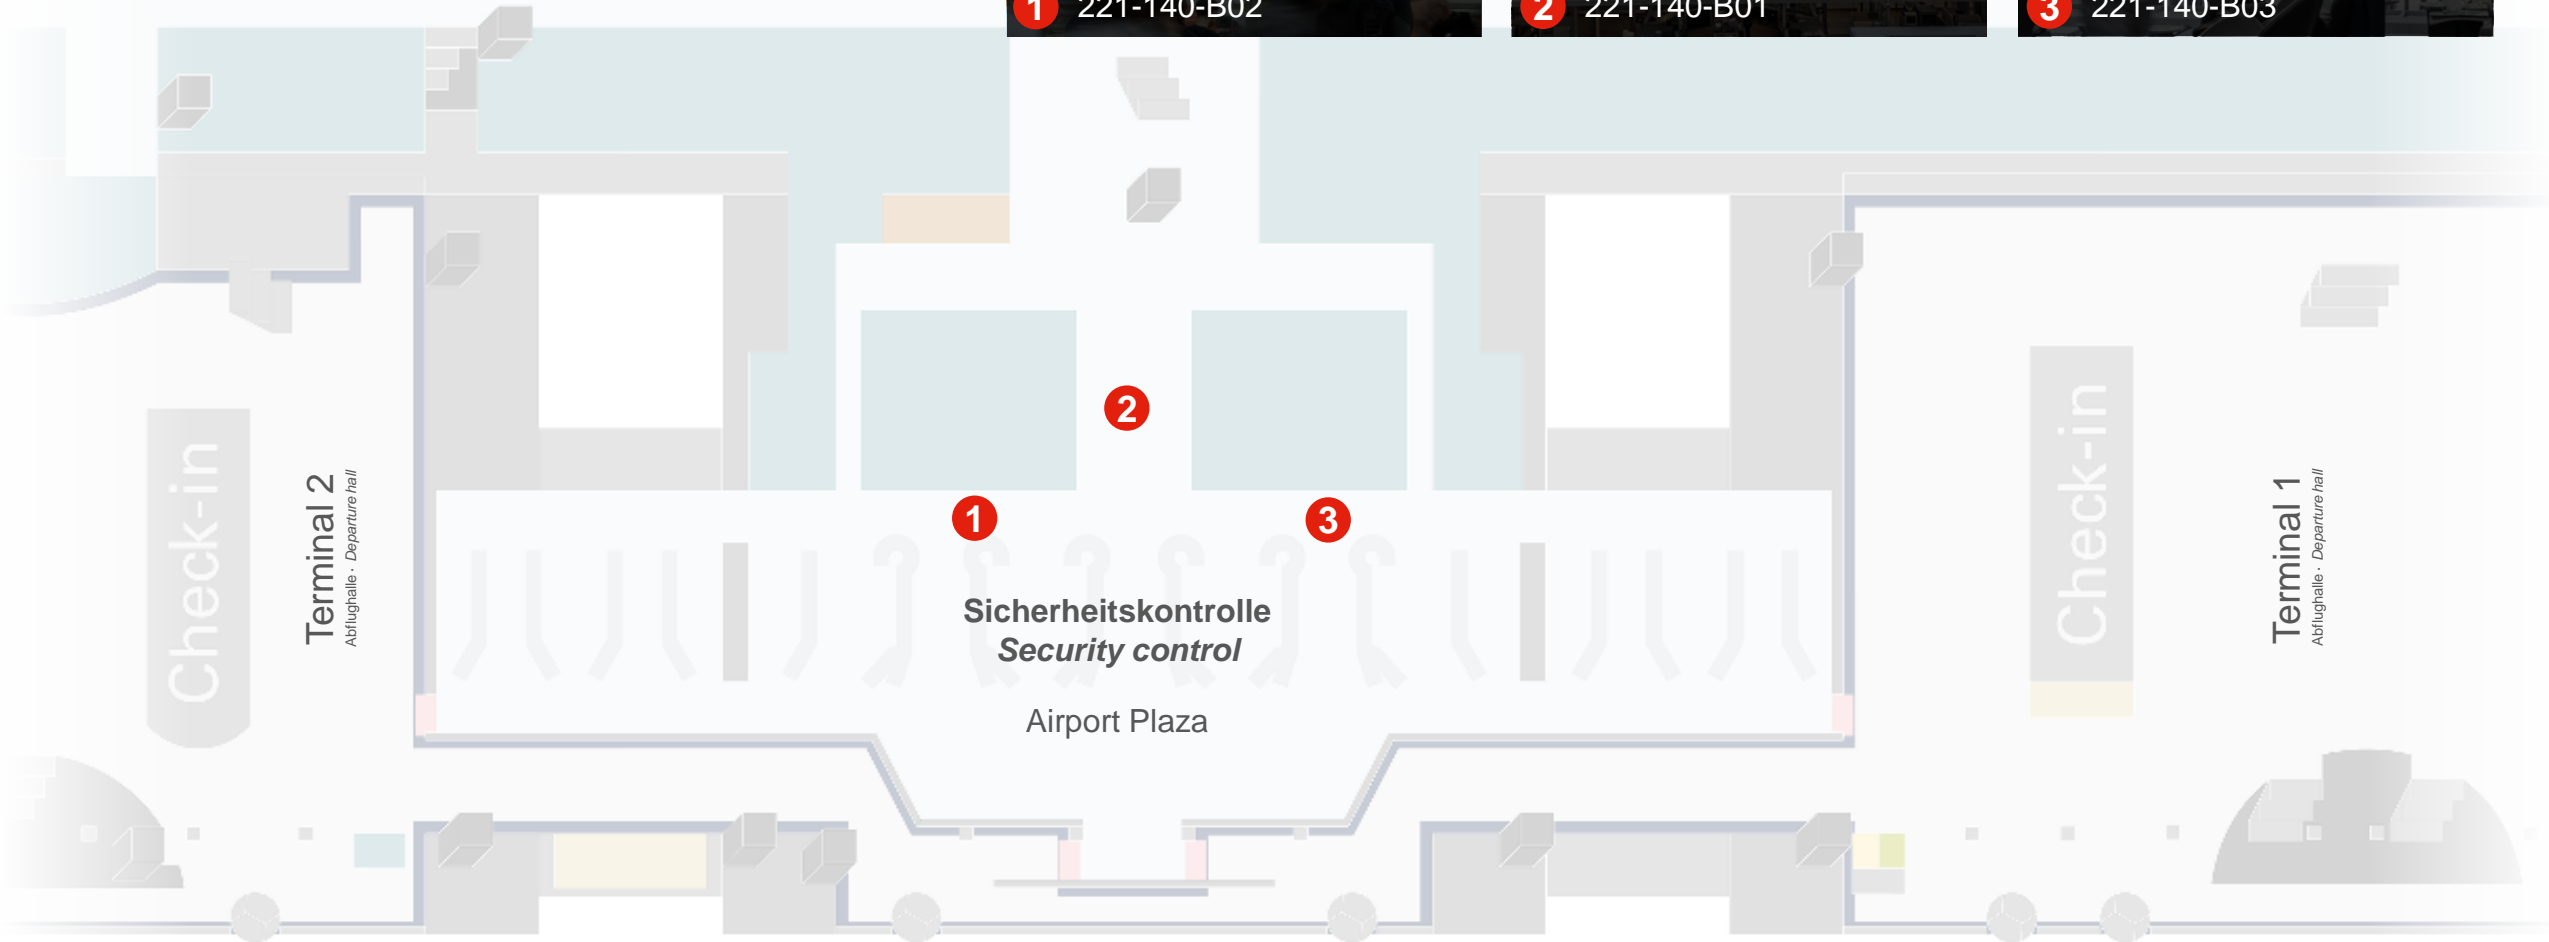 1 221-140-B02
2 221-140-B01
3 221-140-B03
2
1
3
Check-in
Terminal 2
Abflughalle · Departure hall
Sicherheitskontrolle
Security control
Airport Plaza
Check-in
Terminal 1
Abflughalle · Departure hall